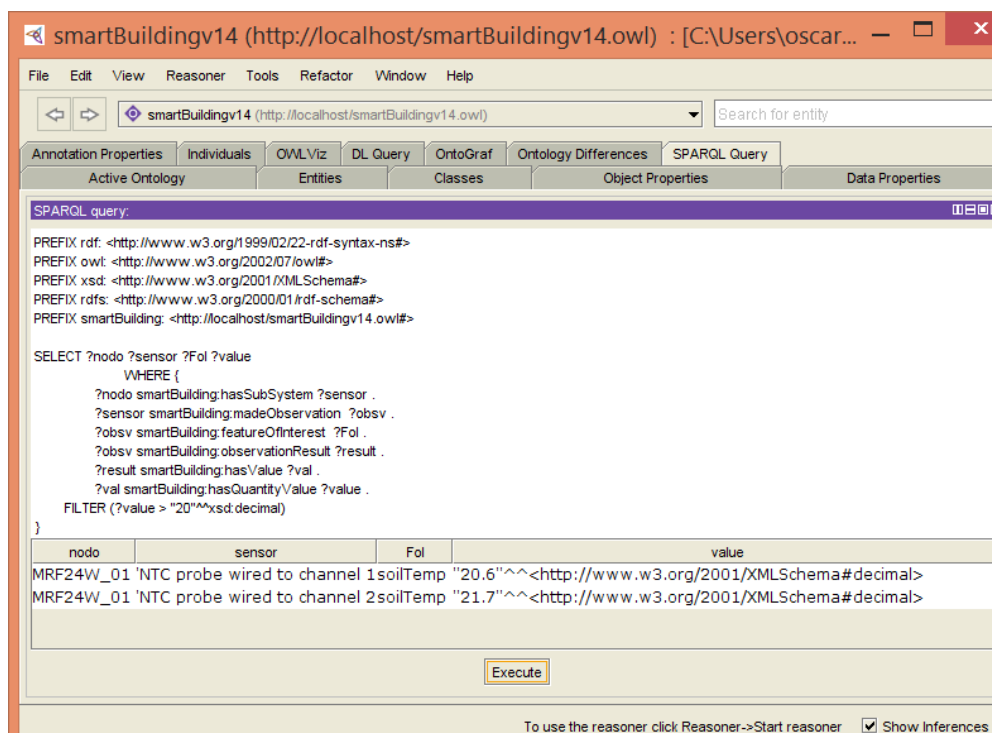 smartBuildingv14 (http://localhost/smartBuildingv14.owl) : [C:\Users\oscar...
File Edit View Reasoner Tools Refactor Window Help
smartBuildingv14 (http://localhost/smartBuildingv14.owl) Search for entity
Annotation Properties Individuals OWLViz DL Query OntoGraf Ontology Differences SPARQL Query
Active Ontology Entities Classes Object Properties Data Properties
SPARQL query:
PREFIX rdf: <http://www.w3.org/1999/02/22-rdf-syntax-ns#>
PREFIX owl: <http://www.w3.org/2002/07/owl#>
PREFIX xsd: <http://www.w3.org/2001/XMLSchema#>
PREFIX rdfs: <http://www.w3.org/2000/01/rdf-schema#>
PREFIX smartBuilding: <http://localhost/smartBuildingv14.owl#>
SELECT ?nodo ?sensor ?FoI ?value
WHERE {
?nodo smartBuilding:hasSubSystem ?sensor .
?sensor smartBuilding:madeObservation ?obsv .
?obsv smartBuilding:featureOfInterest ?FoI .
?obsv smartBuilding:observationResult ?result .
?result smartBuilding:hasValue ?val .
?val smartBuilding:hasQuantityValue ?value .
FILTER (?value > "20"^^xsd:decimal)
}
nodo sensor FoI value
MRF24W_01 'NTC probe wired to channel 1 soilTemp "20.6"^^<http://www.w3.org/2001/XMLSchema#decimal>
MRF24W_01 'NTC probe wired to channel 2 soilTemp "21.7"^^<http://www.w3.org/2001/XMLSchema#decimal>
Execute
To use the reasoner click Reasoner->Start reasoner Show Inferences